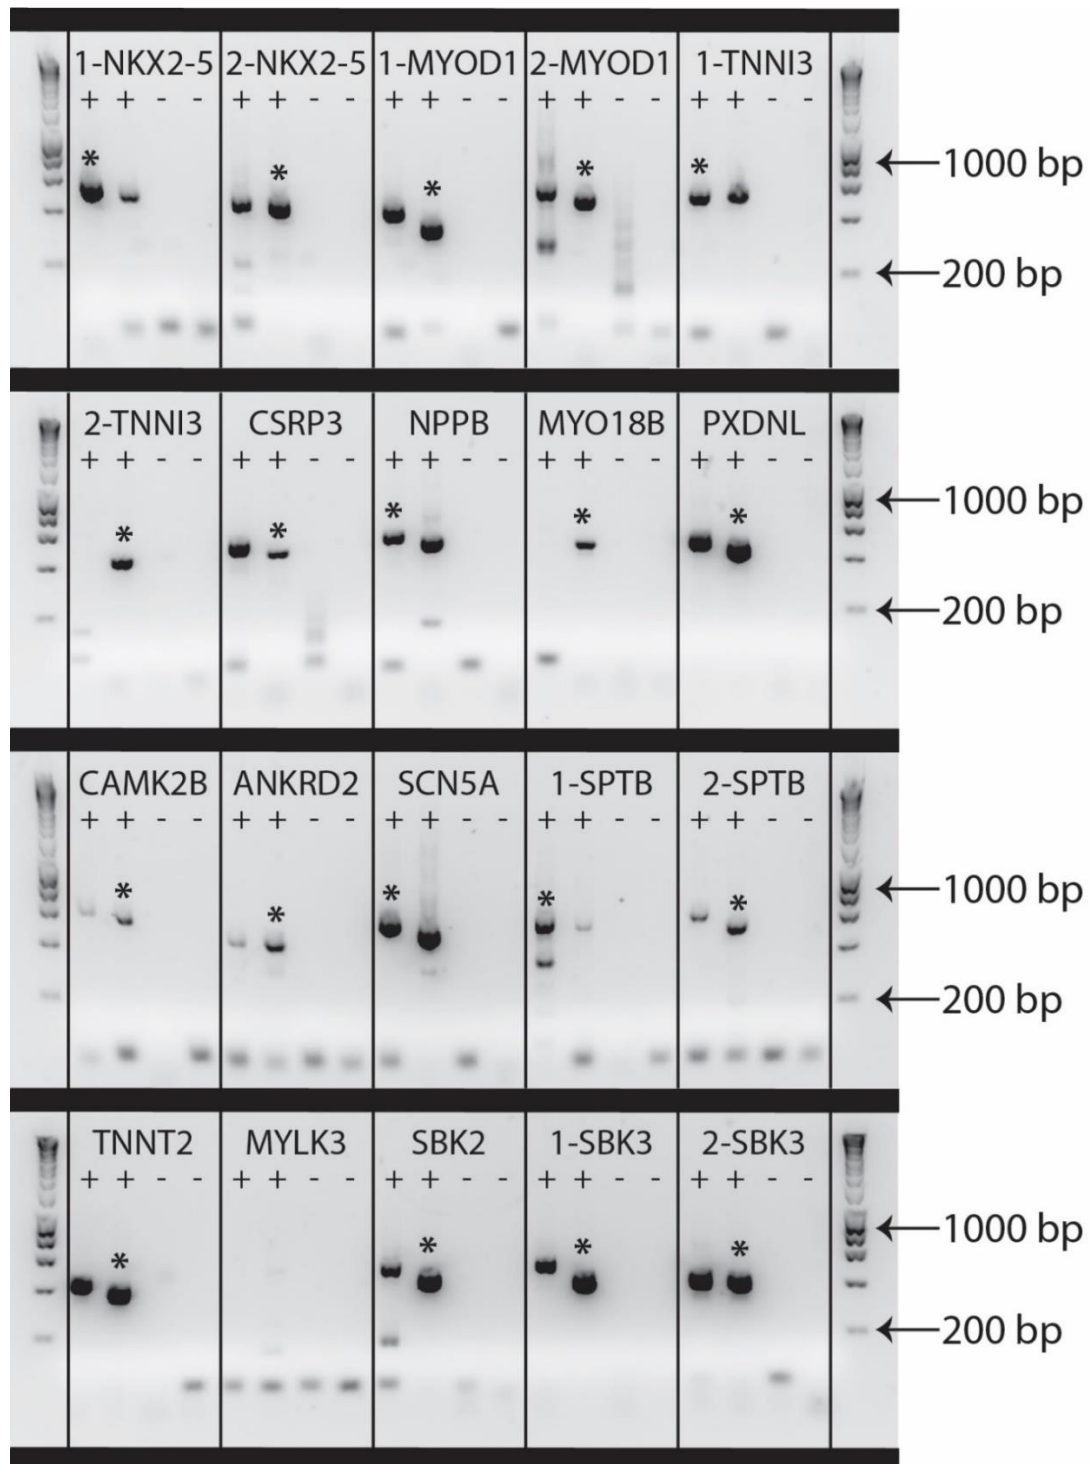 1-NKX2-5 2-NKX2-5 1-MYOD1 2-MYOD1 1-TNNI3
+ + - - + + - - + + - - + + - - + + - -
* * * * *
1000 bp
200 bp
2-TNNI3 CSRP3 NPPB MYO18B PXDNL
+ + - - + + - - + + - - + + - - + + - -
* * * * *
1000 bp
200 bp
CAMK2B ANKRD2 SCN5A 1-SPTB 2-SPTB
+ + - - + + - - + + - - + + - - + + - -
* * * * *
1000 bp
200 bp
TNNT2 MYLK3 SBK2 1-SBK3 2-SBK3
+ + - - + + - - + + - - + + - - + + - -
* * * *
1000 bp
200 bp